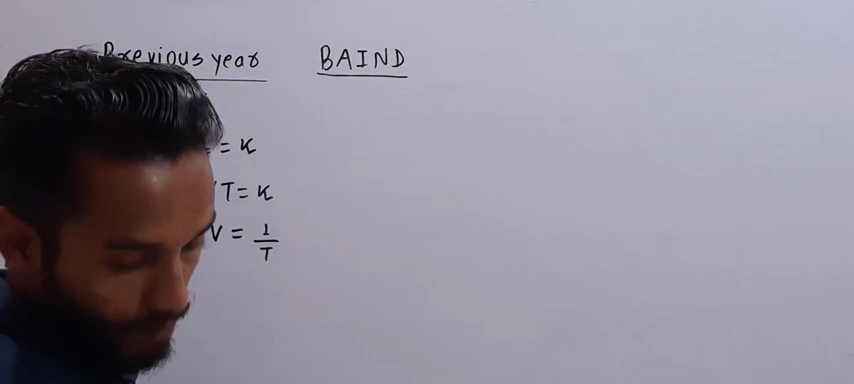 Previous year BAIND
= K
T = K
V = 1/T